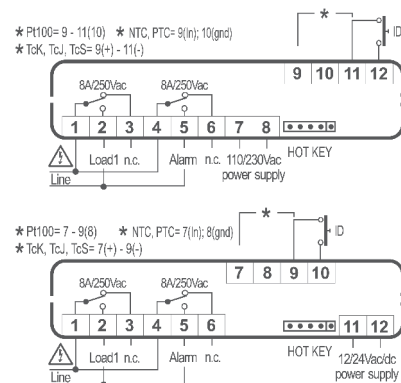 * Pt100= 9 - 11(10) * NTC, PTC= 9(In); 10(gnd)
* TcK, TcJ, TcS= 9(+) - 11(-)
*
ID
9 10 11 12
8A/250Vac 8A/250Vac
1 2 3 4 5 6 7 8
HOT KEY
Line Load1 n.c. Alarm n.c. 110/230Vac
power supply
* Pt100= 7 - 9(8) * NTC, PTC= 7(In); 8(gnd)
* TcK, TcJ, TcS= 7(+) - 9(-)
*
ID
7 8 9 10
8A/250Vac 8A/250Vac
1 2 3 4 5 6 11 12
HOT KEY
Line Load1 n.c. Alarm n.c. 12/24Vac/dc
power supply